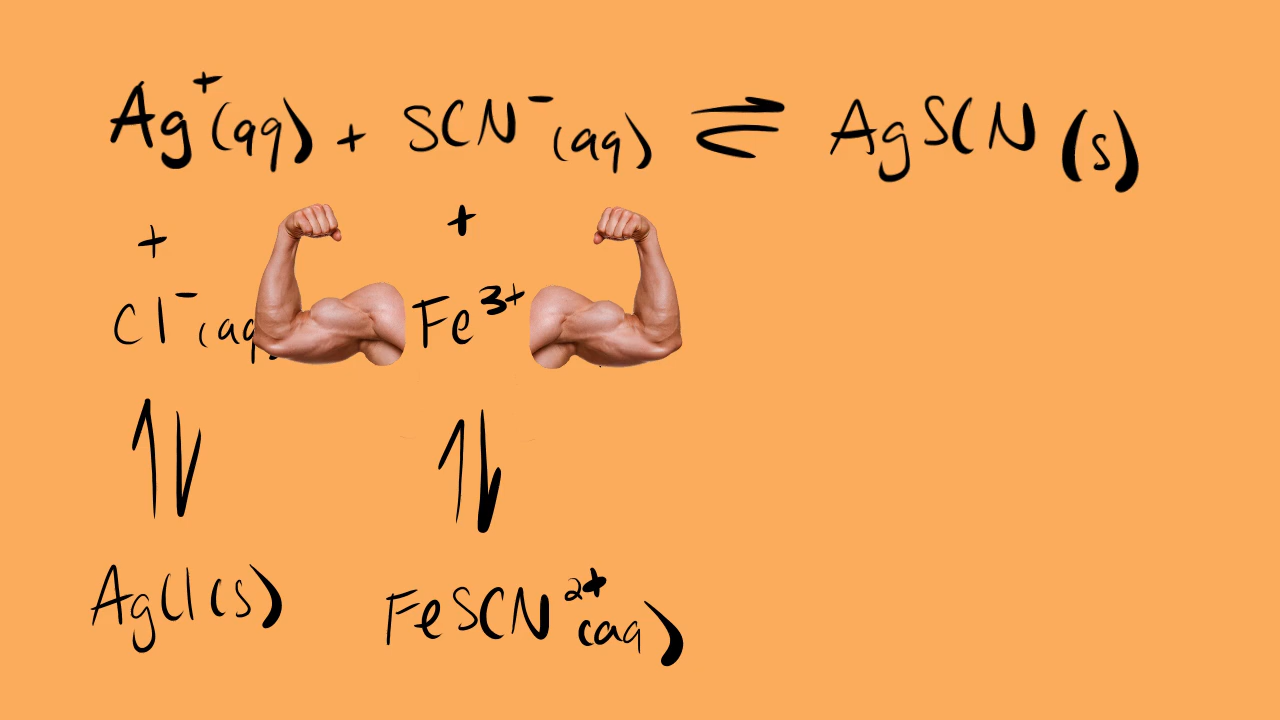 Ag⁺(aq) + SCN⁻(aq) ⇌ AgSCN (s)
+ +
Cl⁻(aq) Fe³⁺
⥮ ⥮
AgCl(s) FeSCN²⁺(aq)